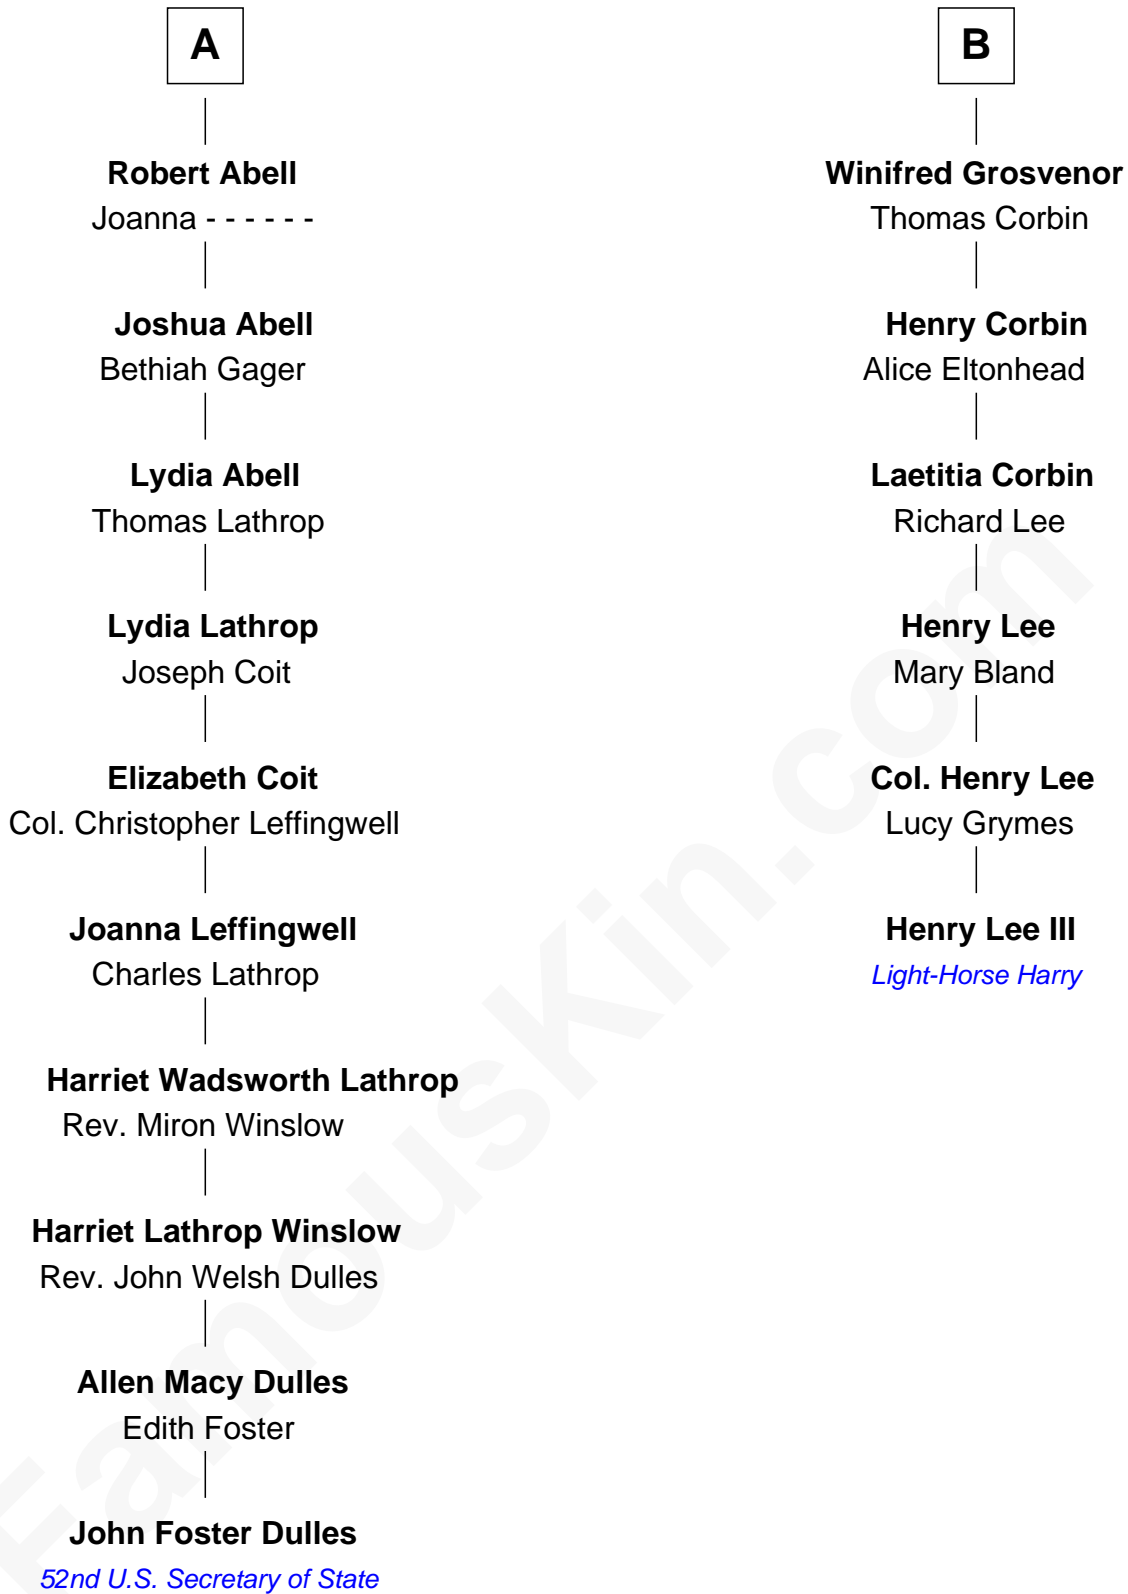 A
Robert Abell
Joanna - - - - - -
Joshua Abell
Bethiah Gager
Lydia Abell
Thomas Lathrop
Lydia Lathrop
Joseph Coit
Elizabeth Coit
Col. Christopher Leffingwell
Joanna Leffingwell
Charles Lathrop
Harriet Wadsworth Lathrop
Rev. Miron Winslow
Harriet Lathrop Winslow
Rev. John Welsh Dulles
Allen Macy Dulles
Edith Foster
John Foster Dulles
52nd U.S. Secretary of State
B
Winifred Grosvenor
Thomas Corbin
Henry Corbin
Alice Eltonhead
Laetitia Corbin
Richard Lee
Henry Lee
Mary Bland
Col. Henry Lee
Lucy Grymes
Henry Lee III
Light-Horse Harry
FamousKin.com